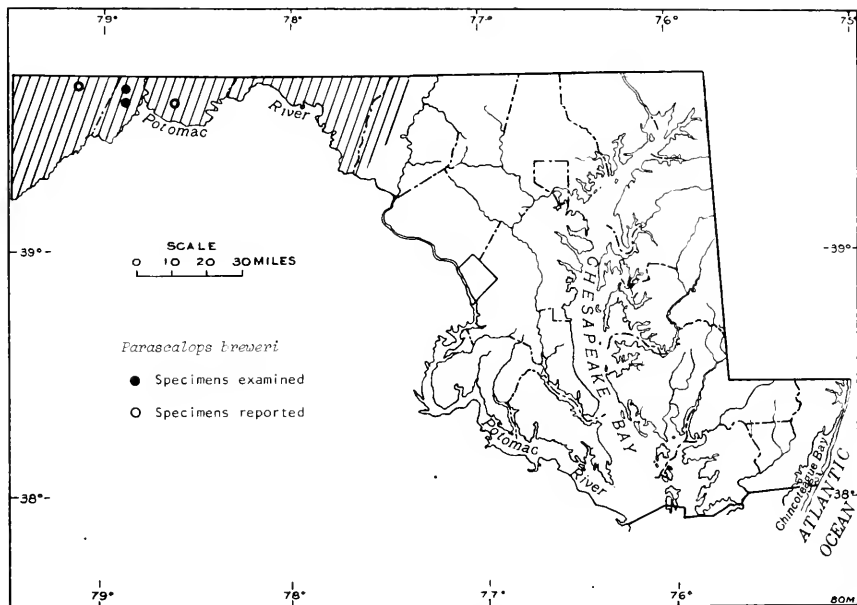 79° 78° 77° 76° 75°
Potomac
River
39°
39°
SCALE
0 10 20 30 MILES
CHESAPEAKE
BAY
Parascalops breweri
Specimens examined
Specimens reported
Potomac
River
Chincoteague Bay
ATLANTIC
OCEAN
38°
38°
79° 78° 77° 76°
80M